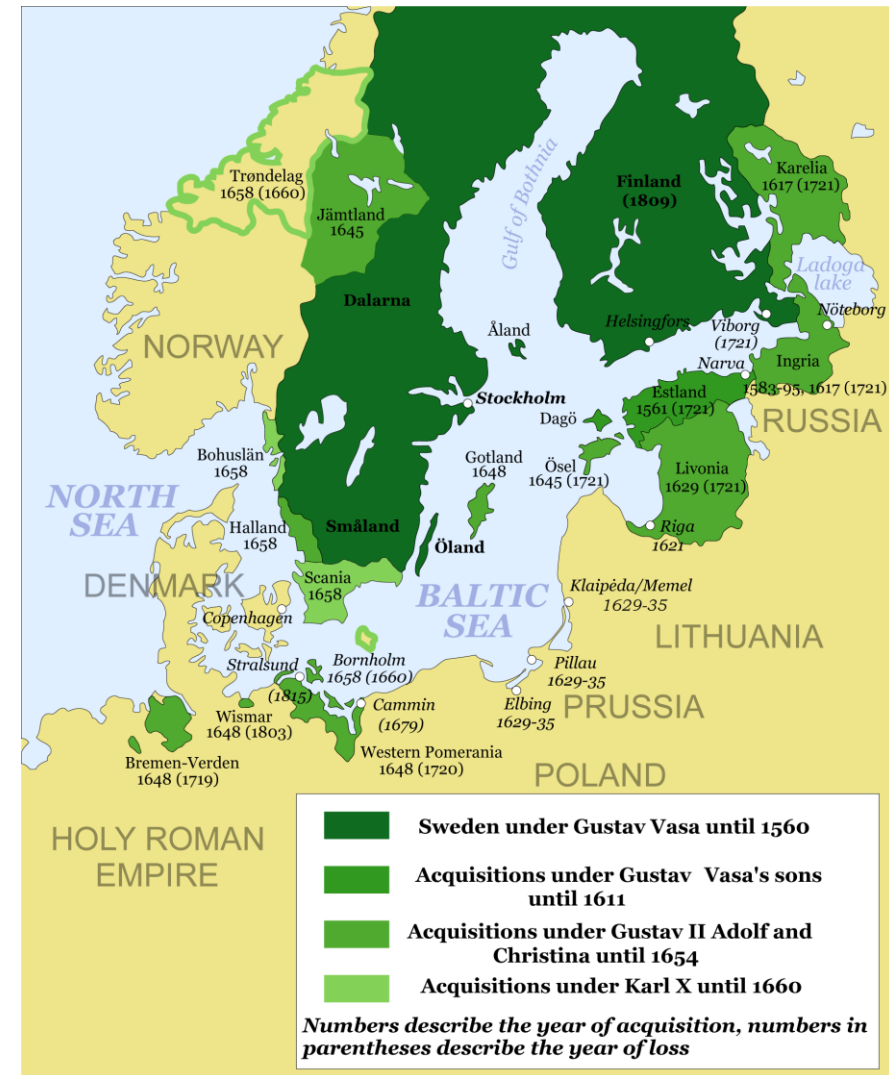 Trøndelag
1658 (1660)
Jämtland
1645
Gulf of Bothnia
Finland
(1809)
Karelia
1617 (1721)
Ladoga
lake
Dalarna
NORWAY
Åland
Helsingfors
Viborg
(1721)
Nöteborg
Narva
Ingria
1583-95, 1617 (1721)
Stockholm
Estland
1561 (1721)
RUSSIA
Dagö
Bohuslän
1658
Gotland
1648
Ösel
1645 (1721)
Livonia
1629 (1721)
NORTH
SEA
Halland
1658
Småland
Öland
Riga
1621
DENMARK
Scania
1658
BALTIC
SEA
Klaipėda/Memel
1629-35
Copenhagen
LITHUANIA
Stralsund
(1815)
Bornholm
1658 (1660)
Pillau
1629-35
Elbing
1629-35
PRUSSIA
Wismar
1648 (1803)
Cammin
(1679)
Bremen-Verden
1648 (1719)
Western Pomerania
1648 (1720)
POLAND
HOLY ROMAN
EMPIRE
Sweden under Gustav Vasa until 1560
Acquisitions under Gustav Vasa's sons
until 1611
Acquisitions under Gustav II Adolf and
Christina until 1654
Acquisitions under Karl X until 1660
Numbers describe the year of acquisition, numbers in
parentheses describe the year of loss